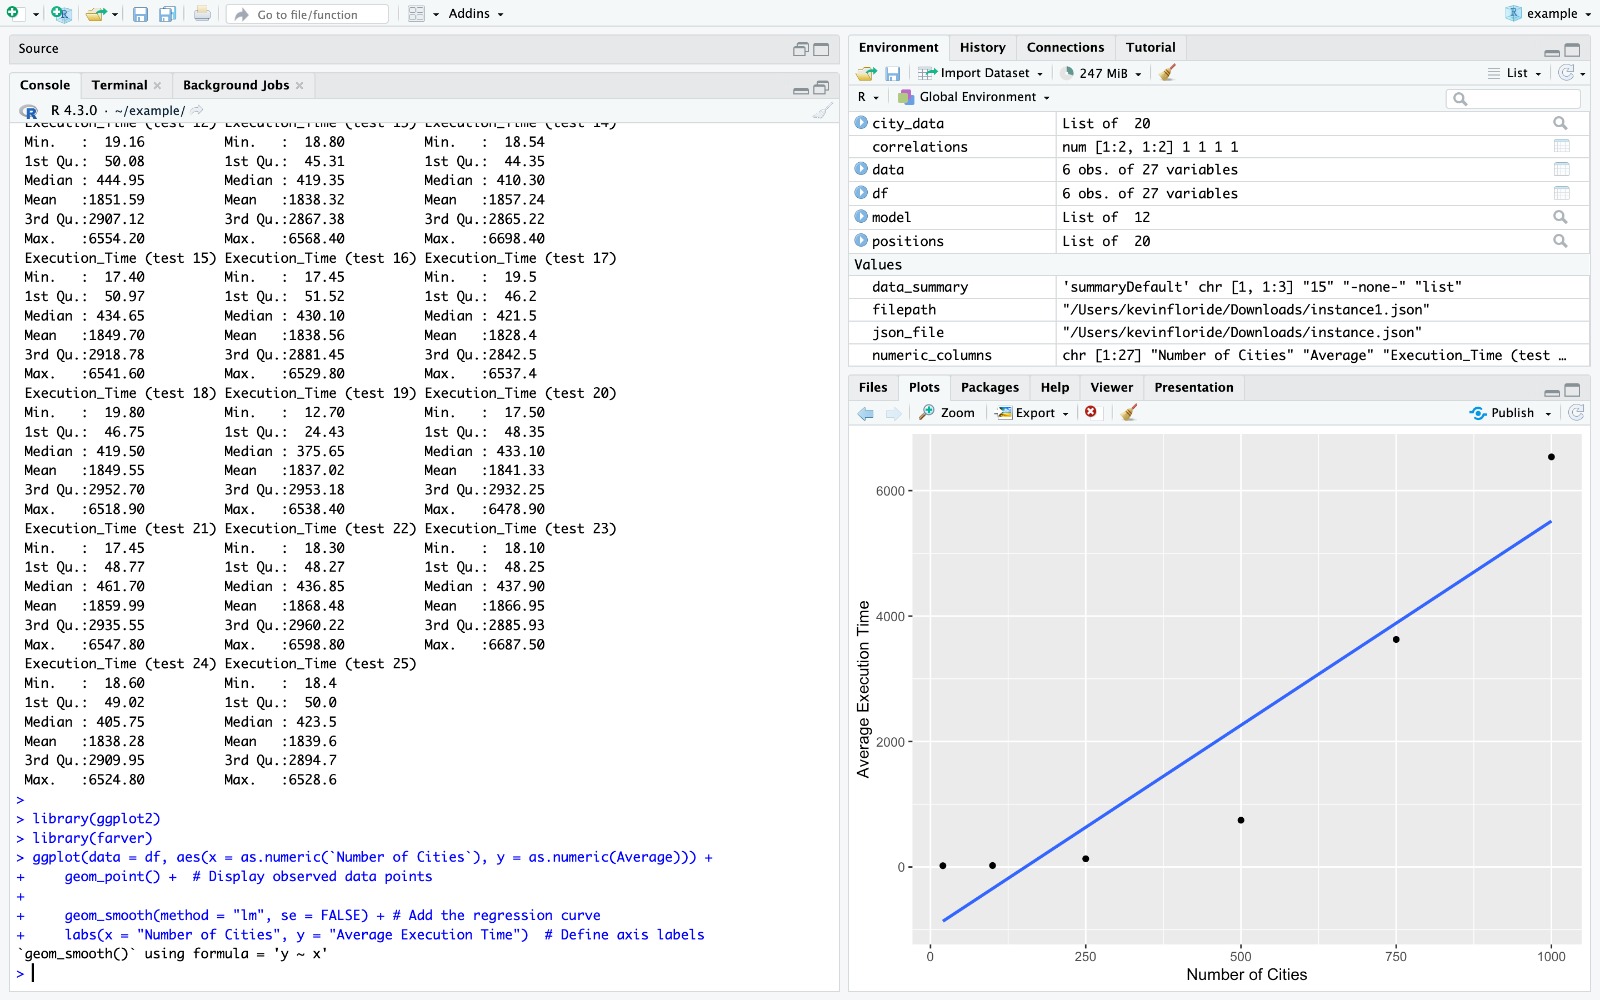 Go to file/function
Addins
example
Source
Console Terminal Background Jobs
R 4.3.0 · ~/example/
Execution_Time (test 12) Execution_Time (test 13) Execution_Time (test 14)
Min.   :  19.16   Min.   :  18.80   Min.   :  18.54
1st Qu.:  50.08   1st Qu.:  45.31   1st Qu.:  44.35
Median : 444.95   Median : 419.35   Median : 410.30
Mean   :1851.59   Mean   :1838.32   Mean   :1857.24
3rd Qu.:2907.12   3rd Qu.:2867.38   3rd Qu.:2865.22
Max.   :6554.20   Max.   :6568.40   Max.   :6698.40
Execution_Time (test 15) Execution_Time (test 16) Execution_Time (test 17)
Min.   :  17.40   Min.   :  17.45   Min.   :  19.5
1st Qu.:  50.97   1st Qu.:  51.52   1st Qu.:  46.2
Median : 434.65   Median : 430.10   Median : 421.5
Mean   :1849.70   Mean   :1838.56   Mean   :1828.4
3rd Qu.:2918.78   3rd Qu.:2881.45   3rd Qu.:2842.5
Max.   :6541.60   Max.   :6529.80   Max.   :6537.4
Execution_Time (test 18) Execution_Time (test 19) Execution_Time (test 20)
Min.   :  19.80   Min.   :  12.70   Min.   :  17.50
1st Qu.:  46.75   1st Qu.:  24.43   1st Qu.:  48.35
Median : 419.50   Median : 375.65   Median : 433.10
Mean   :1849.55   Mean   :1837.02   Mean   :1841.33
3rd Qu.:2952.70   3rd Qu.:2953.18   3rd Qu.:2932.25
Max.   :6518.90   Max.   :6538.40   Max.   :6478.90
Execution_Time (test 21) Execution_Time (test 22) Execution_Time (test 23)
Min.   :  17.45   Min.   :  18.30   Min.   :  18.10
1st Qu.:  48.77   1st Qu.:  48.27   1st Qu.:  48.25
Median : 461.70   Median : 436.85   Median : 437.90
Mean   :1859.99   Mean   :1868.48   Mean   :1866.95
3rd Qu.:2935.55   3rd Qu.:2960.22   3rd Qu.:2885.93
Max.   :6547.80   Max.   :6598.80   Max.   :6687.50
Execution_Time (test 24) Execution_Time (test 25)
Min.   :  18.60   Min.   :  18.4
1st Qu.:  49.02   1st Qu.:  50.0
Median : 405.75   Median : 423.5
Mean   :1838.28   Mean   :1839.6
3rd Qu.:2909.95   3rd Qu.:2894.7
Max.   :6524.80   Max.   :6528.6
>
> library(ggplot2)
> library(farver)
> ggplot(data = df, aes(x = as.numeric(`Number of Cities`), y = as.numeric(Average))) +
+     geom_point() +  # Display observed data points
+
+     geom_smooth(method = "lm", se = FALSE) + # Add the regression curve
+     labs(x = "Number of Cities", y = "Average Execution Time")  # Define axis labels
`geom_smooth()` using formula = 'y ~ x'
>
Environment History Connections Tutorial
Import Dataset 247 MiB List
R Global Environment
city_data List of  20
correlations num [1:2, 1:2] 1 1 1 1
data 6 obs. of 27 variables
df 6 obs. of 27 variables
model List of  12
positions List of  20
Values
data_summary 'summaryDefault' chr [1, 1:3] "15" "-none-" "list"
filepath "/Users/kevinfloride/Downloads/instance1.json"
json_file "/Users/kevinfloride/Downloads/instance.json"
numeric_columns chr [1:27] "Number of Cities" "Average" "Execution_Time (test …
Files Plots Packages Help Viewer Presentation
Zoom Export Publish
Average Execution Time
6000
4000
2000
0
0 250 500 750 1000
Number of Cities